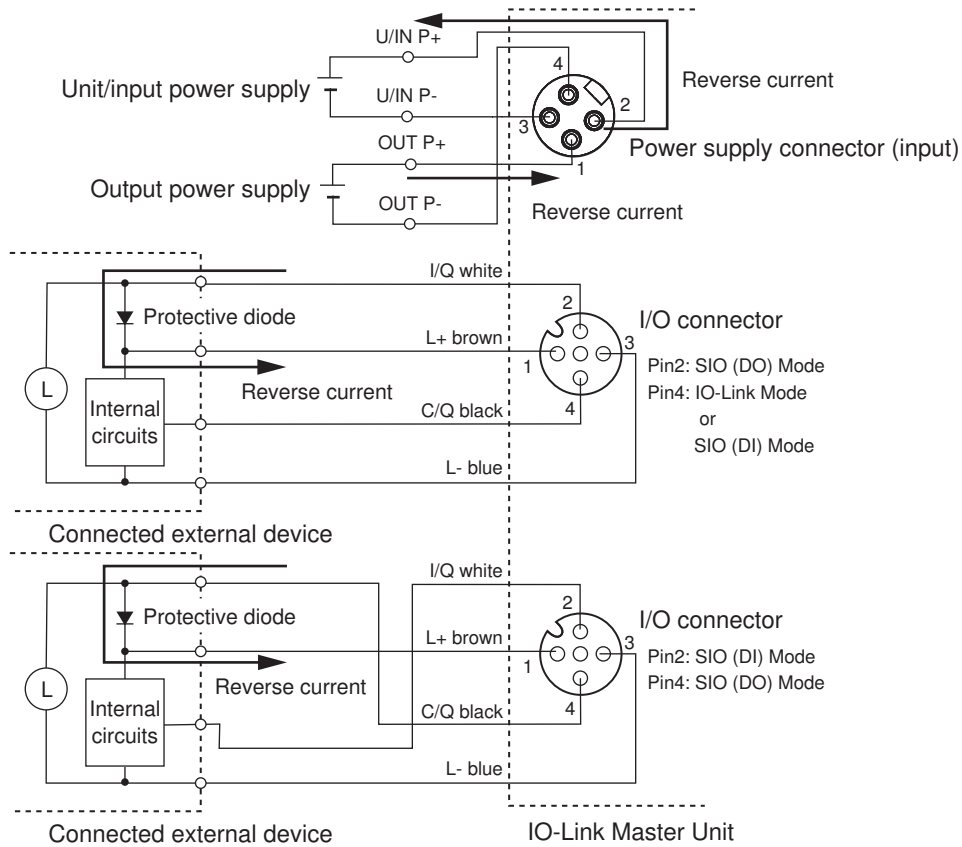 U/IN P+
Unit/input power supply
U/IN P-
4
2
3
1
Reverse current
Power supply connector (input)
OUT P+
Output power supply
OUT P-
Reverse current
I/Q white
Protective diode
L+ brown
Reverse current
L
Internal
circuits
C/Q black
L- blue
2
1
3
4
I/O connector
Pin2: SIO (DO) Mode
Pin4: IO-Link Mode
or
SIO (DI) Mode
Connected external device
I/Q white
Protective diode
L+ brown
Reverse current
L
Internal
circuits
C/Q black
L- blue
2
1
3
4
I/O connector
Pin2: SIO (DI) Mode
Pin4: SIO (DO) Mode
Connected external device
IO-Link Master Unit